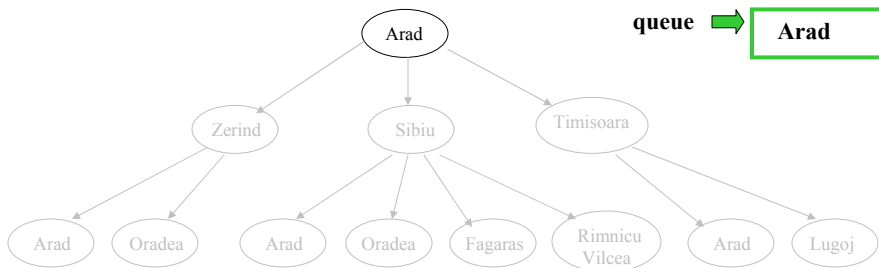 Arad
queue
Arad
Zerind
Sibiu
Timisoara
Arad
Oradea
Arad
Oradea
Fagaras
Rimnicu
Vilcea
Arad
Lugoj